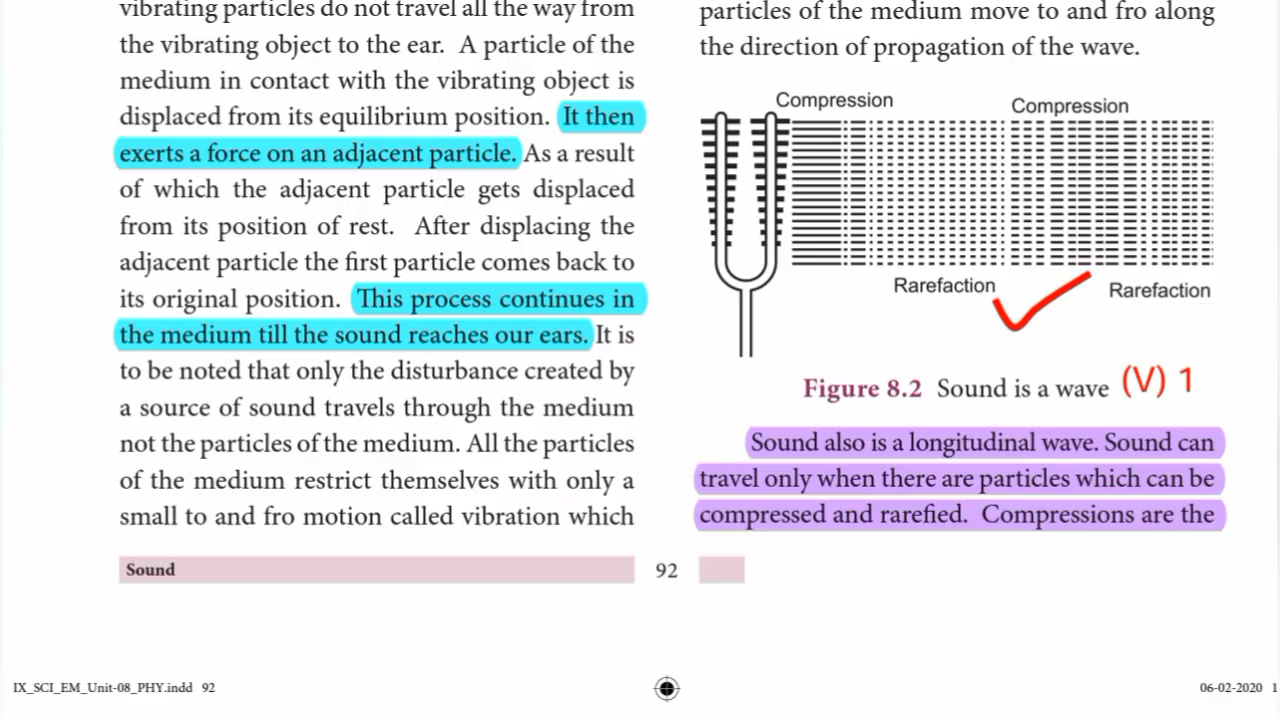 vibrating particles do not travel all the way from
the vibrating object to the ear. A particle of the
medium in contact with the vibrating object is
displaced from its equilibrium position. It then
exerts a force on an adjacent particle. As a result
of which the adjacent particle gets displaced
from its position of rest. After displacing the
adjacent particle the first particle comes back to
its original position. This process continues in
the medium till the sound reaches our ears. It is
to be noted that only the disturbance created by
a source of sound travels through the medium
not the particles of the medium. All the particles
of the medium restrict themselves with only a
small to and fro motion called vibration which
particles of the medium move to and fro along
the direction of propagation of the wave.
Compression
Compression
Rarefaction
Rarefaction
Figure 8.2 Sound is a wave (V) 1
Sound also is a longitudinal wave. Sound can
travel only when there are particles which can be
compressed and rarefied. Compressions are the
Sound
92
IX_SCI_EM_Unit-08_PHY.indd 92
06-02-2020 1